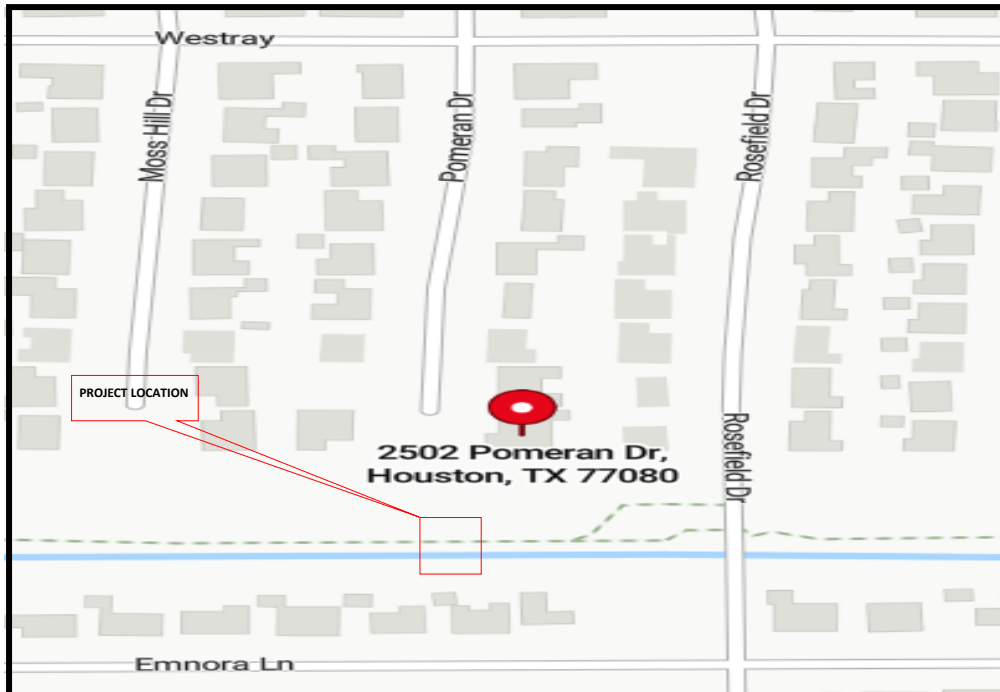 Westray
Moss Hill Dr
Pomeran Dr
Rosefield Dr
PROJECT LOCATION
2502 Pomeran Dr,
Houston, TX 77080
Rosefield Dr
Emnora Ln